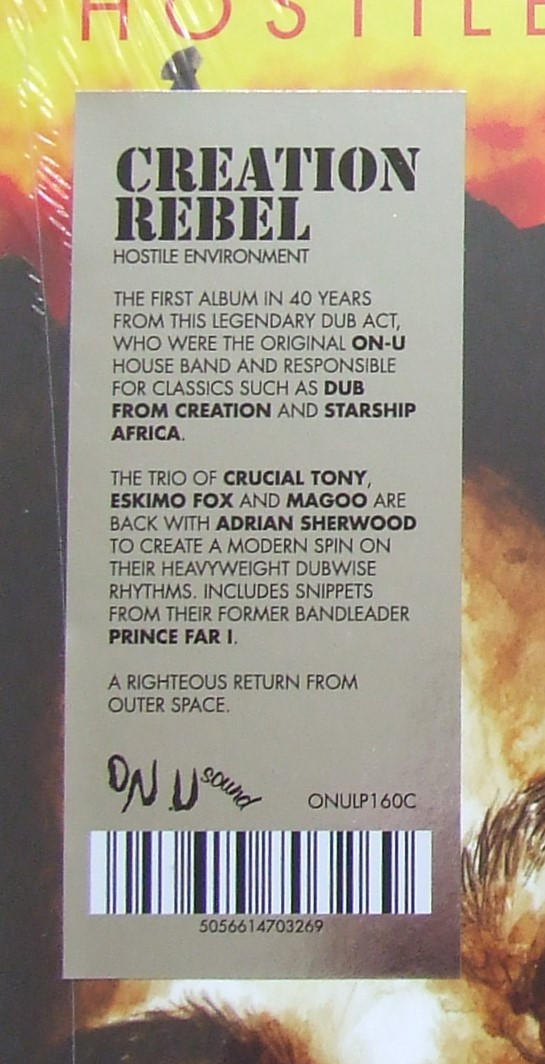 HOSTILE
CREATION
REBEL
HOSTILE ENVIRONMENT
THE FIRST ALBUM IN 40 YEARS
FROM THIS LEGENDARY DUB ACT,
WHO WERE THE ORIGINAL ON-U
HOUSE BAND AND RESPONSIBLE
FOR CLASSICS SUCH AS DUB
FROM CREATION AND STARSHIP
AFRICA.
THE TRIO OF CRUCIAL TONY,
ESKIMO FOX AND MAGOO ARE
BACK WITH ADRIAN SHERWOOD
TO CREATE A MODERN SPIN ON
THEIR HEAVYWEIGHT DUBWISE
RHYTHMS. INCLUDES SNIPPETS
FROM THEIR FORMER BANDLEADER
PRINCE FAR I.
A RIGHTEOUS RETURN FROM
OUTER SPACE.
ON.U sound
ONULP160C
5056614703269